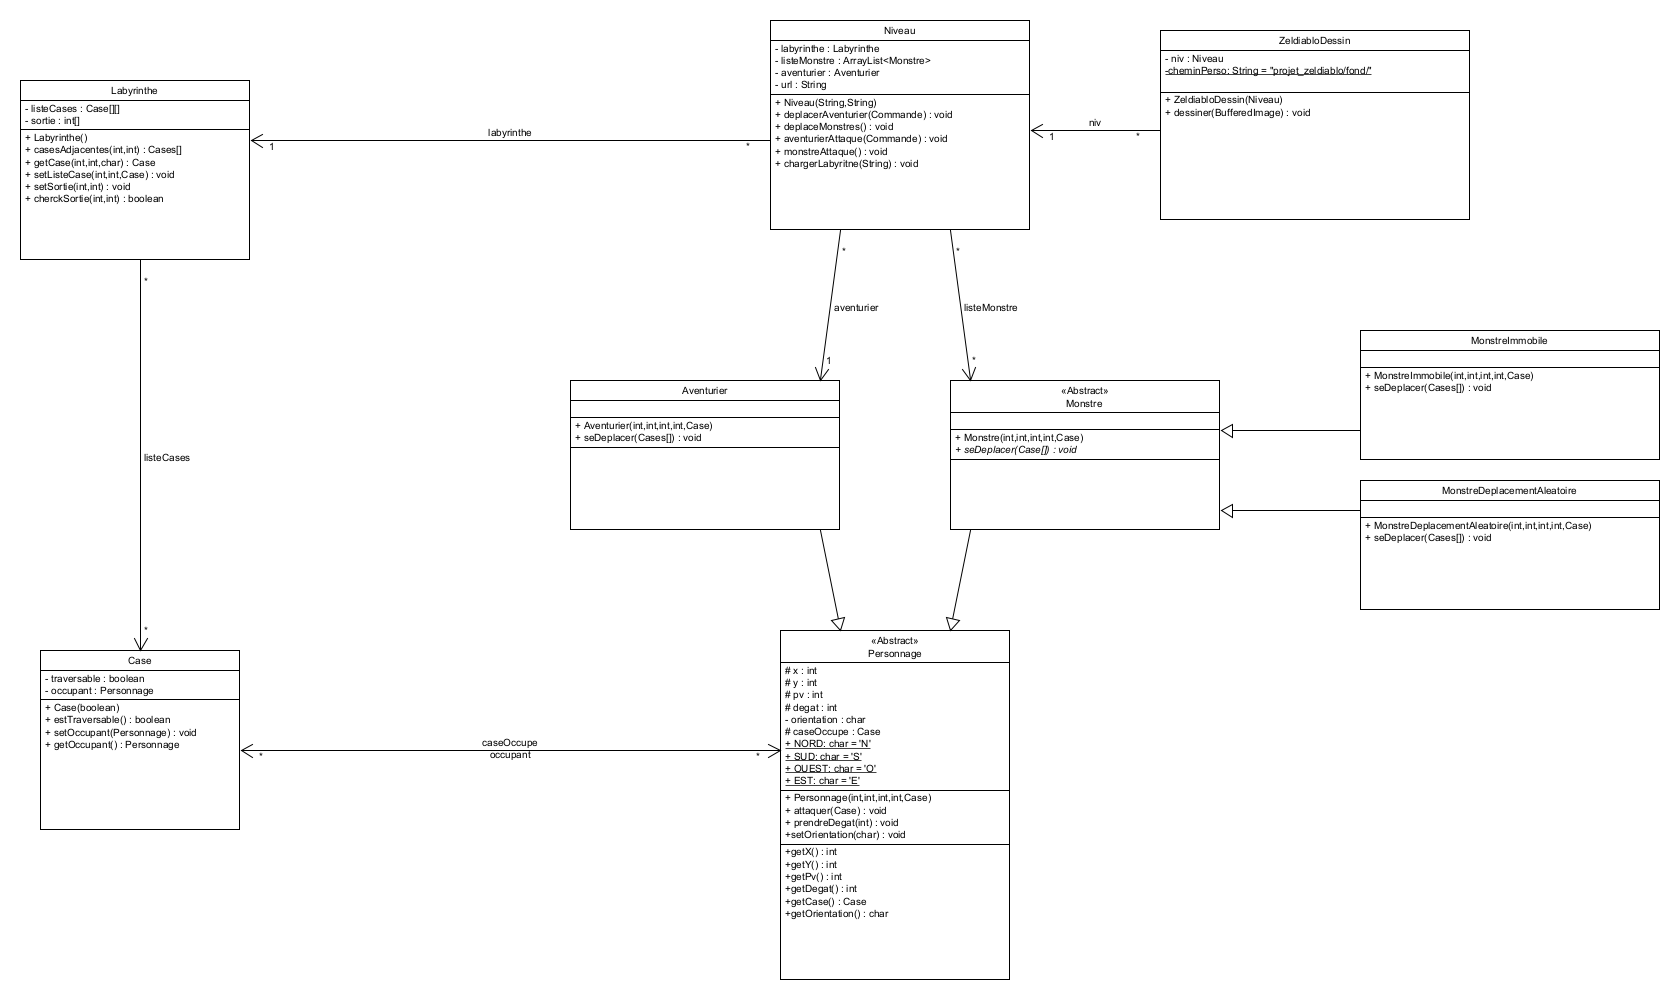 Niveau
- labyrinthe : Labyrinthe
- listeMonstre : ArrayList<Monstre>
- aventurier : Aventurier
- url : String
+ Niveau(String,String)
+ deplacerAventurier(Commande) : void
+ deplaceMonstres() : void
+ aventurierAttaque(Commande) : void
+ monstreAttaque() : void
+ chargerLabyritne(String) : void
ZeldiabloDessin
- niv : Niveau
-cheminPerso: String = "projet_zeldiablo/fond/"
+ ZeldiabloDessin(Niveau)
+ dessiner(BufferedImage) : void
niv
1
*
Labyrinthe
- listeCases : Case[][]
- sortie : int[]
+ Labyrinthe()
+ casesAdjacentes(int,int) : Cases[]
+ getCase(int,int,char) : Case
+ setListeCase(int,int,Case) : void
+ setSortie(int,int) : void
+ cherckSortie(int,int) : boolean
labyrinthe
1
*
*
*
*
aventurier
listeMonstre
1
*
Aventurier
+ Aventurier(int,int,int,int,Case)
+ seDeplacer(Cases[]) : void
«Abstract»
Monstre
+ Monstre(int,int,int,int,Case)
+ seDeplacer(Case[]) : void
MonstreImmobile
+ MonstreImmobile(int,int,int,int,Case)
+ seDeplacer(Cases[]) : void
MonstreDeplacementAleatoire
+ MonstreDeplacementAleatoire(int,int,int,int,Case)
+ seDeplacer(Cases[]) : void
listeCases
*
Case
- traversable : boolean
- occupant : Personnage
+ Case(boolean)
+ estTraversable() : boolean
+ setOccupant(Personnage) : void
+ getOccupant() : Personnage
caseOccupe
occupant
*
*
«Abstract»
Personnage
# x : int
# y : int
# pv : int
# degat : int
- orientation : char
# caseOccupe : Case
+ NORD: char = 'N'
+ SUD: char = 'S'
+ OUEST: char = 'O'
+ EST: char = 'E'
+ Personnage(int,int,int,int,Case)
+ attaquer(Case) : void
+ prendreDegat(int) : void
+setOrientation(char) : void
+getX() : int
+getY() : int
+getPv() : int
+getDegat() : int
+getCase() : Case
+getOrientation() : char